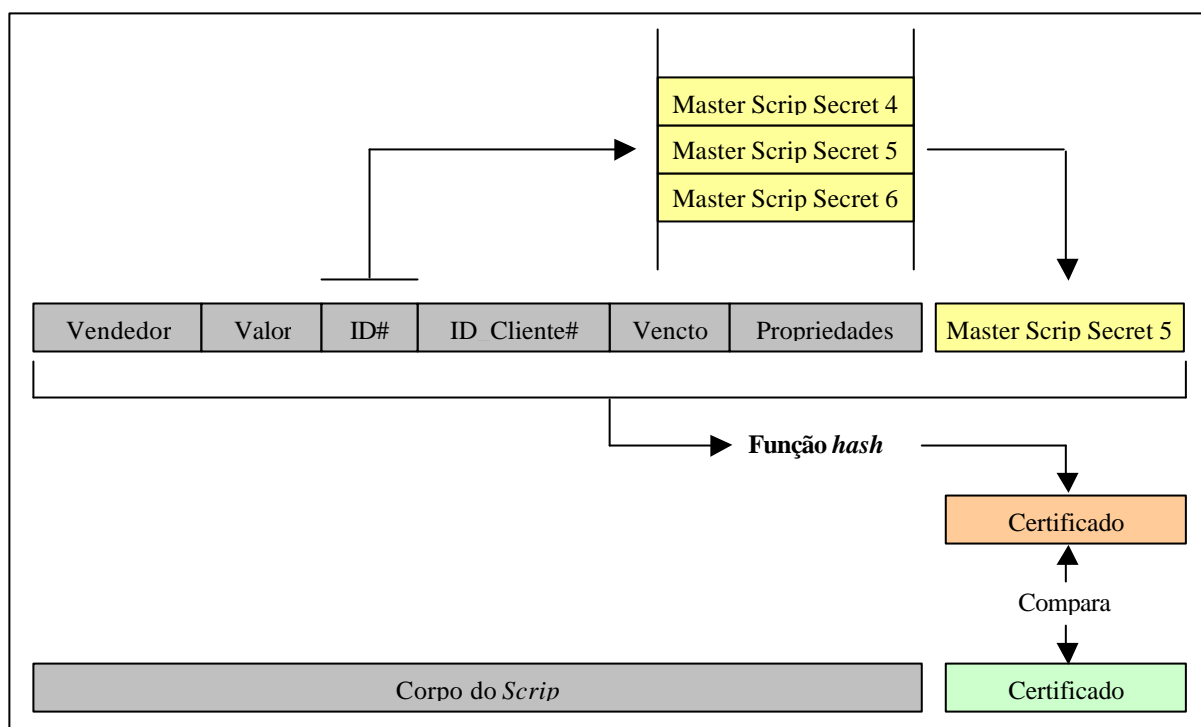 Master Scrip Secret 4
Master Scrip Secret 5
Master Scrip Secret 6
Vendedor Valor ID# ID_Cliente# Vencto Propriedades Master Scrip Secret 5
Função hash
Certificado
Compara
Corpo do Scrip Certificado